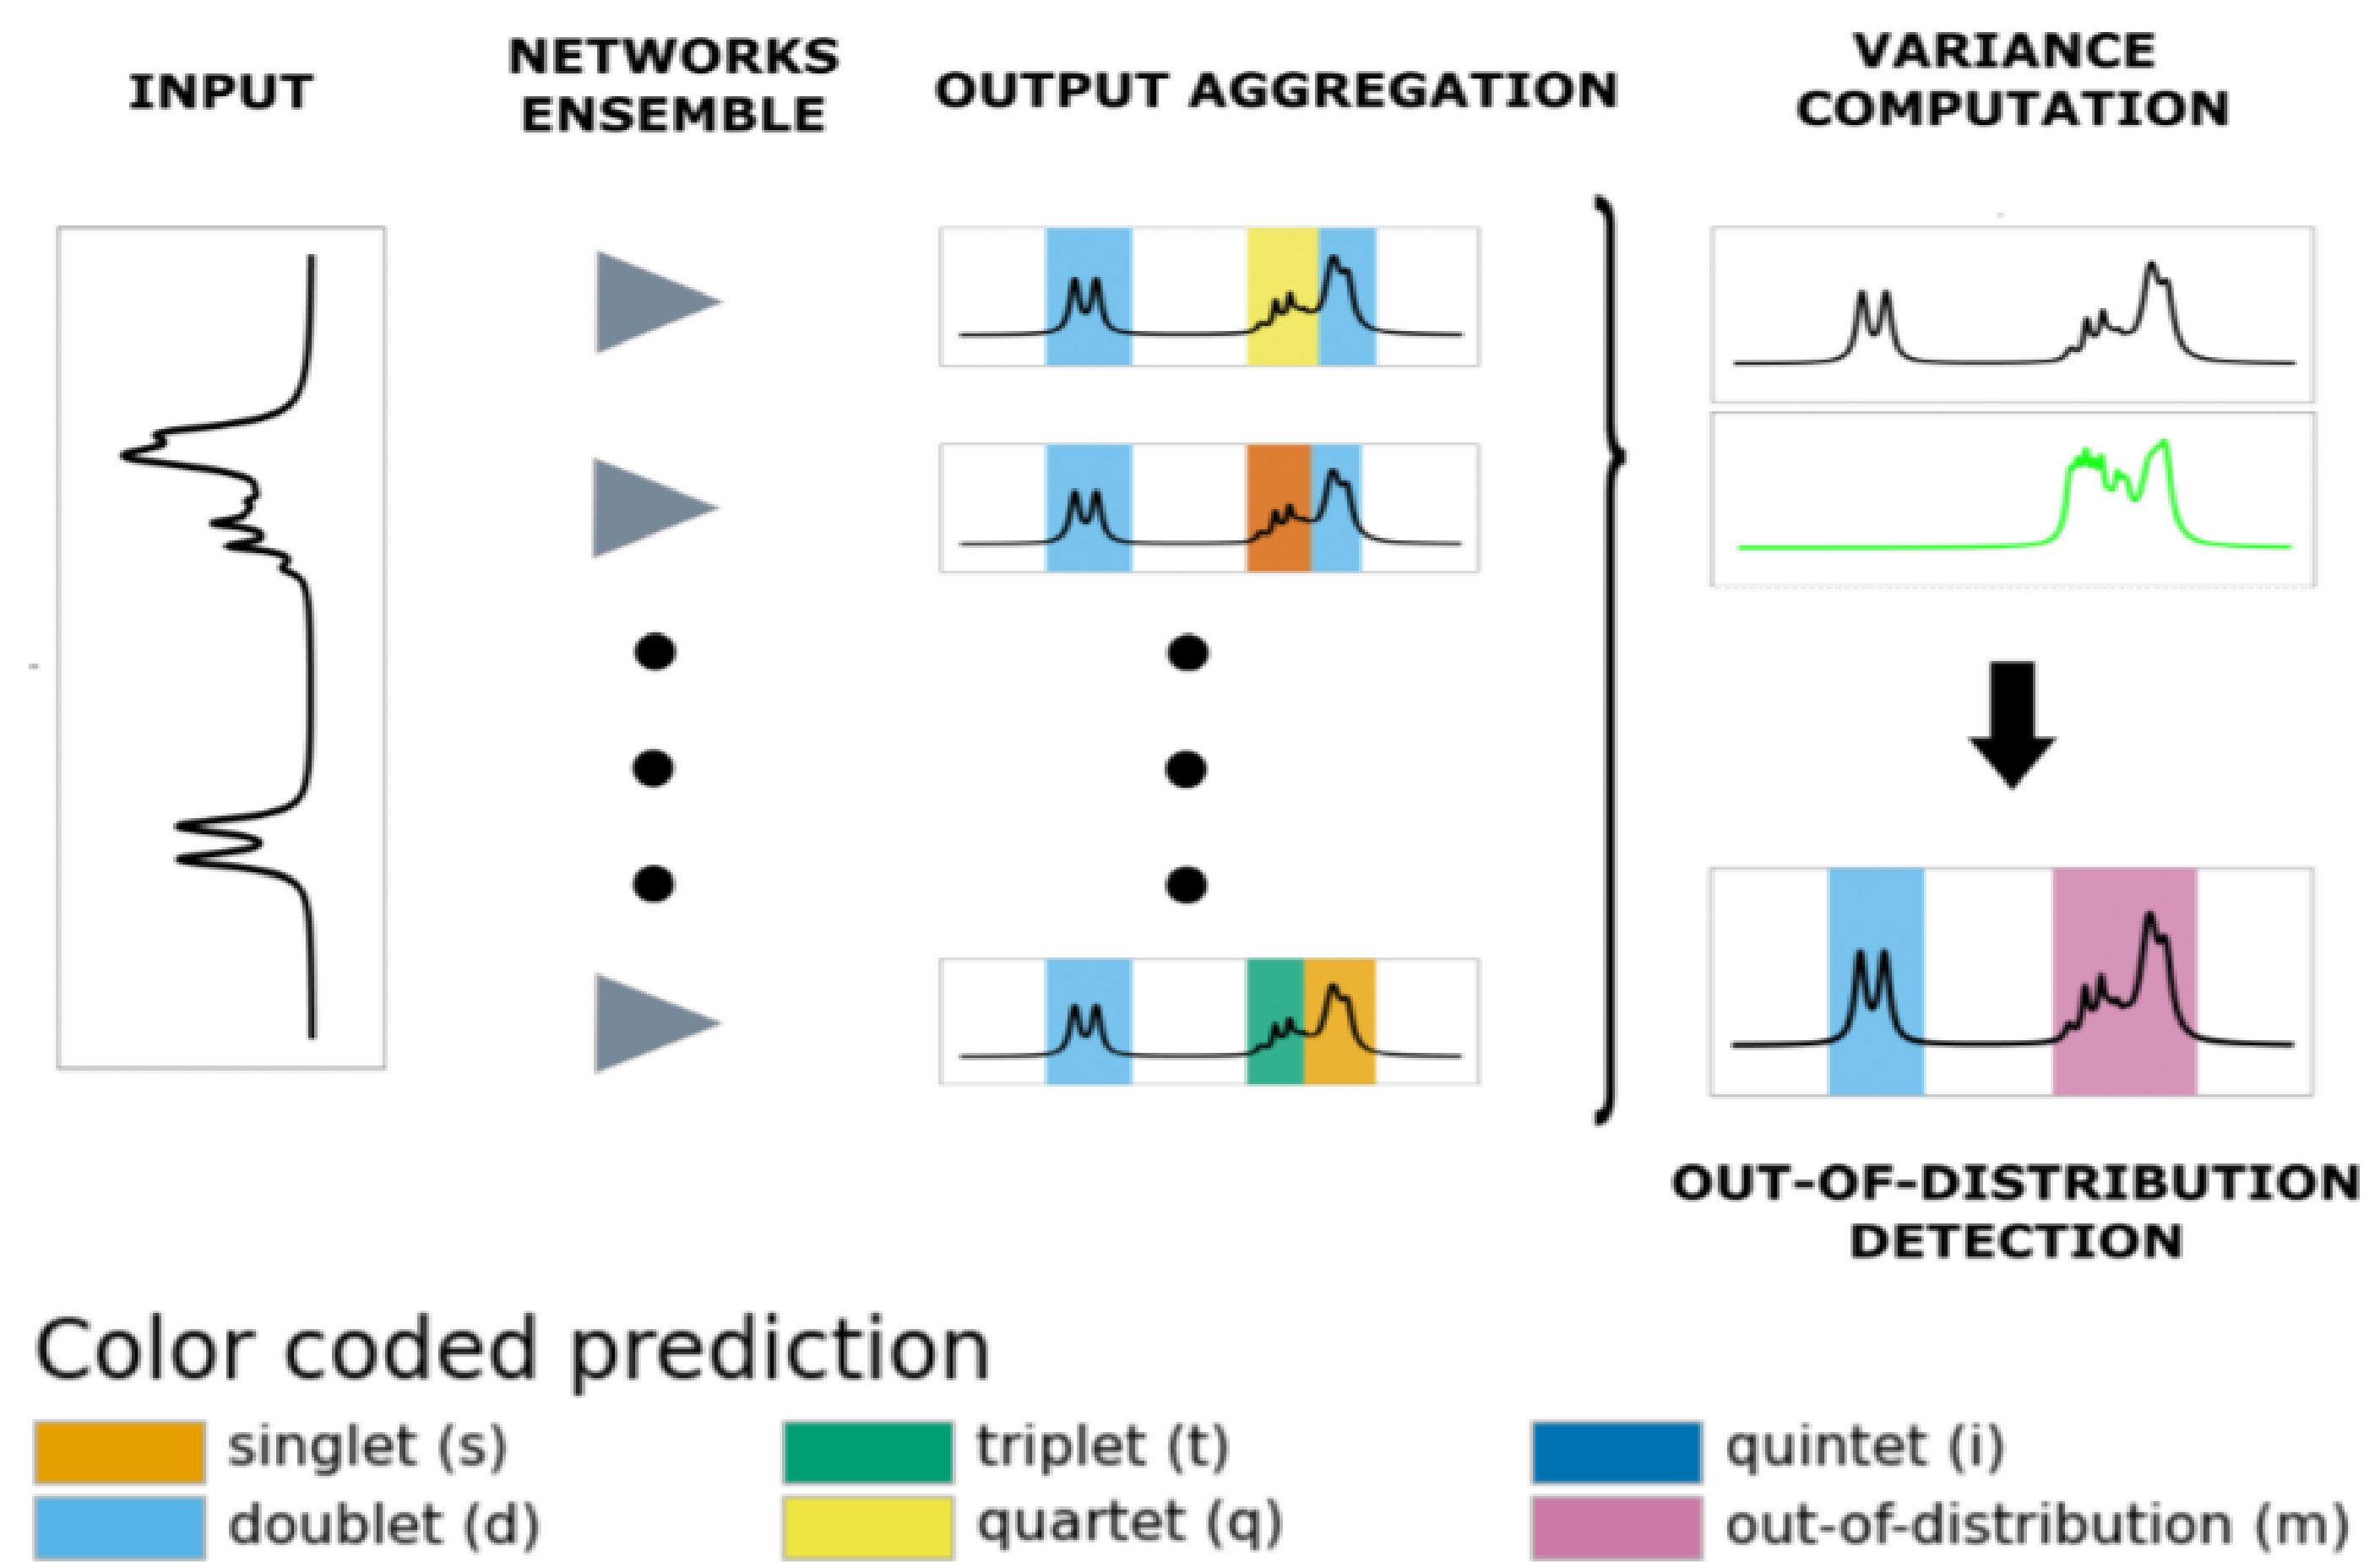 INPUT
NETWORKS
ENSEMBLE
OUTPUT AGGREGATION
VARIANCE
COMPUTATION
OUT-OF-DISTRIBUTION
DETECTION
Color coded prediction
singlet (s)
triplet (t)
quintet (i)
doublet (d)
quartet (q)
out-of-distribution (m)